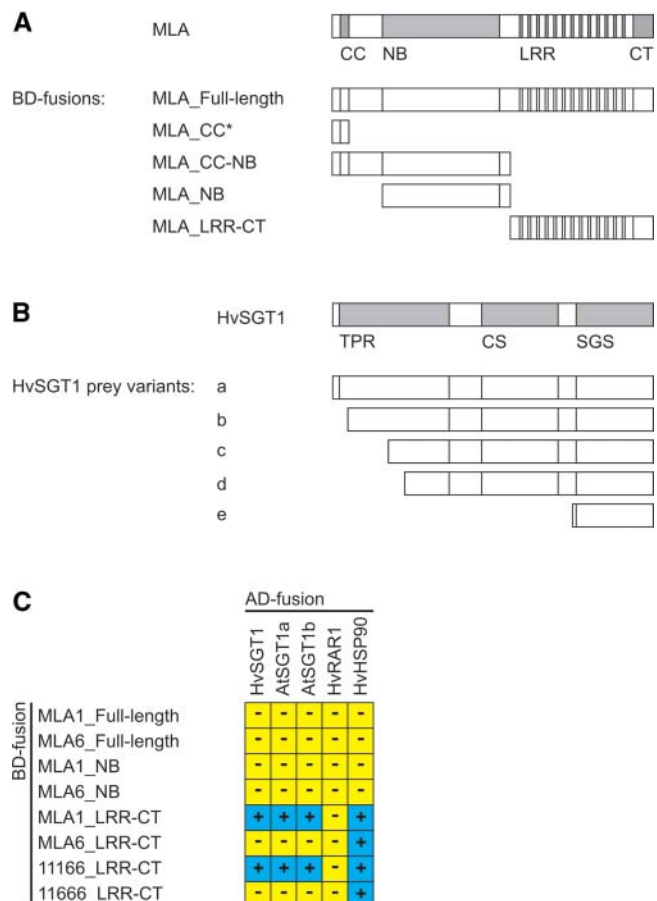 A
MLA
CC NB LRR CT
BD-fusions: MLA_Full-length
MLA_CC*
MLA_CC-NB
MLA_NB
MLA_LRR-CT
B
HvSGT1
TPR CS SGS
HvSGT1 prey variants: a
b
c
d
e
C
AD-fusion
HvSGT1 AtSGT1a AtSGT1b HvRAR1 HvHSP90
BD-fusion
MLA1_Full-length - - - - -
MLA6_Full-length - - - - -
MLA1_NB - - - - -
MLA6_NB - - - - -
MLA1_LRR-CT + + + - +
MLA6_LRR-CT - - - - +
11166_LRR-CT + + + - +
11666_LRR-CT - - - - +